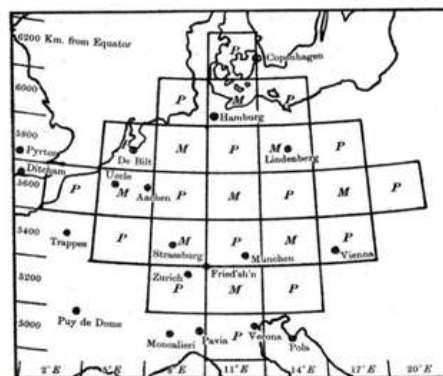 6200 Km. from Equator
P
Copenhagen
6000
P M P
Hamburg
5800
Pyrton
P
De Bilt
M P M
Lindenberg
P
Ditcham
Uccle
5600
P M
Aachen
P M P M P
5400
Trappes
P
Strassburg
M P
Munchen
M P
Vienna
5200
Zurich
Fried'sh'n
P M P
Puy de Dome
5000
Moncalieri
Pavia
P
Verona
Pola
2°E 5°E 8°E 11°E 14°E 17°E 20°E